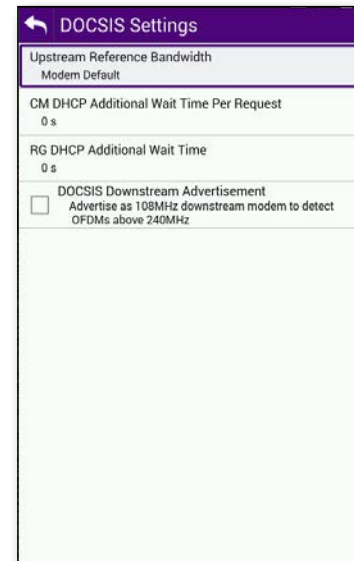 DOCSIS Settings
Upstream Reference Bandwidth
Modem Default
CM DHCP Additional Wait Time Per Request
0 s
RG DHCP Additional Wait Time
0 s
DOCSIS Downstream Advertisement
Advertise as 108MHz downstream modem to detect
OFDMs above 240MHz